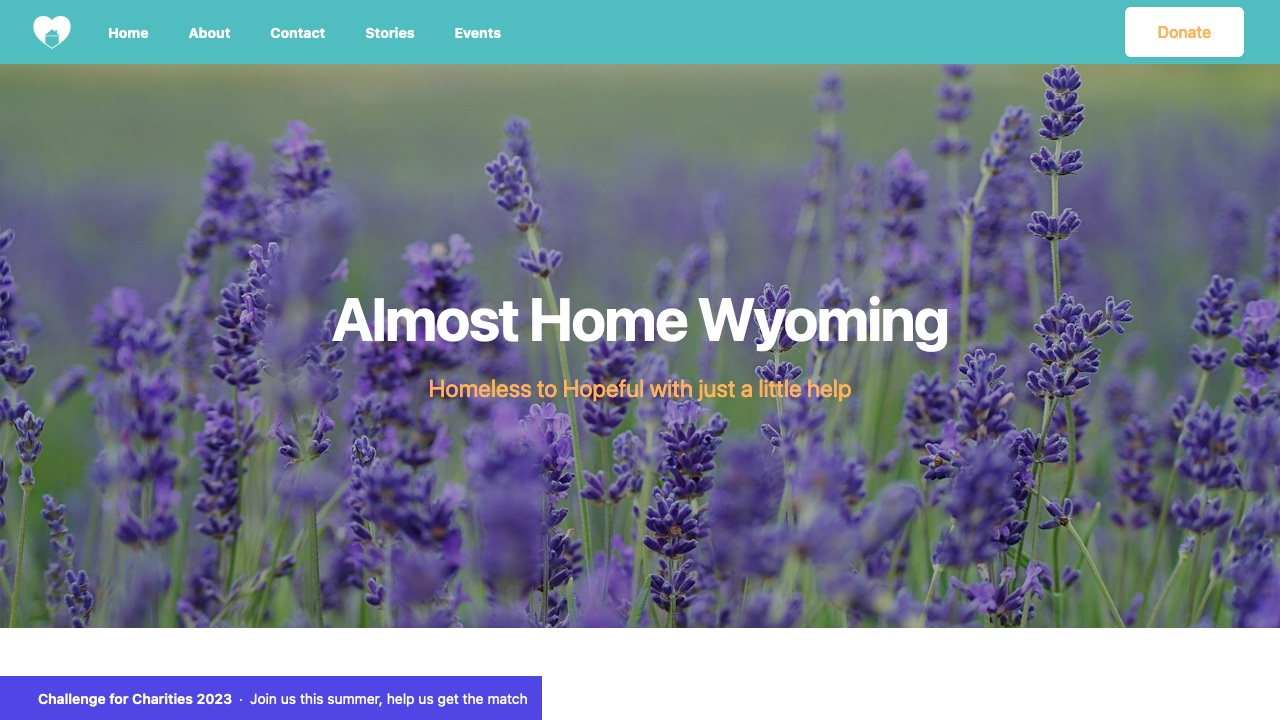 Home
About
Contact
Stories
Events
Donate
Almost Home Wyoming
Homeless to Hopeful with just a little help
Challenge for Charities 2023 · Join us this summer, help us get the match